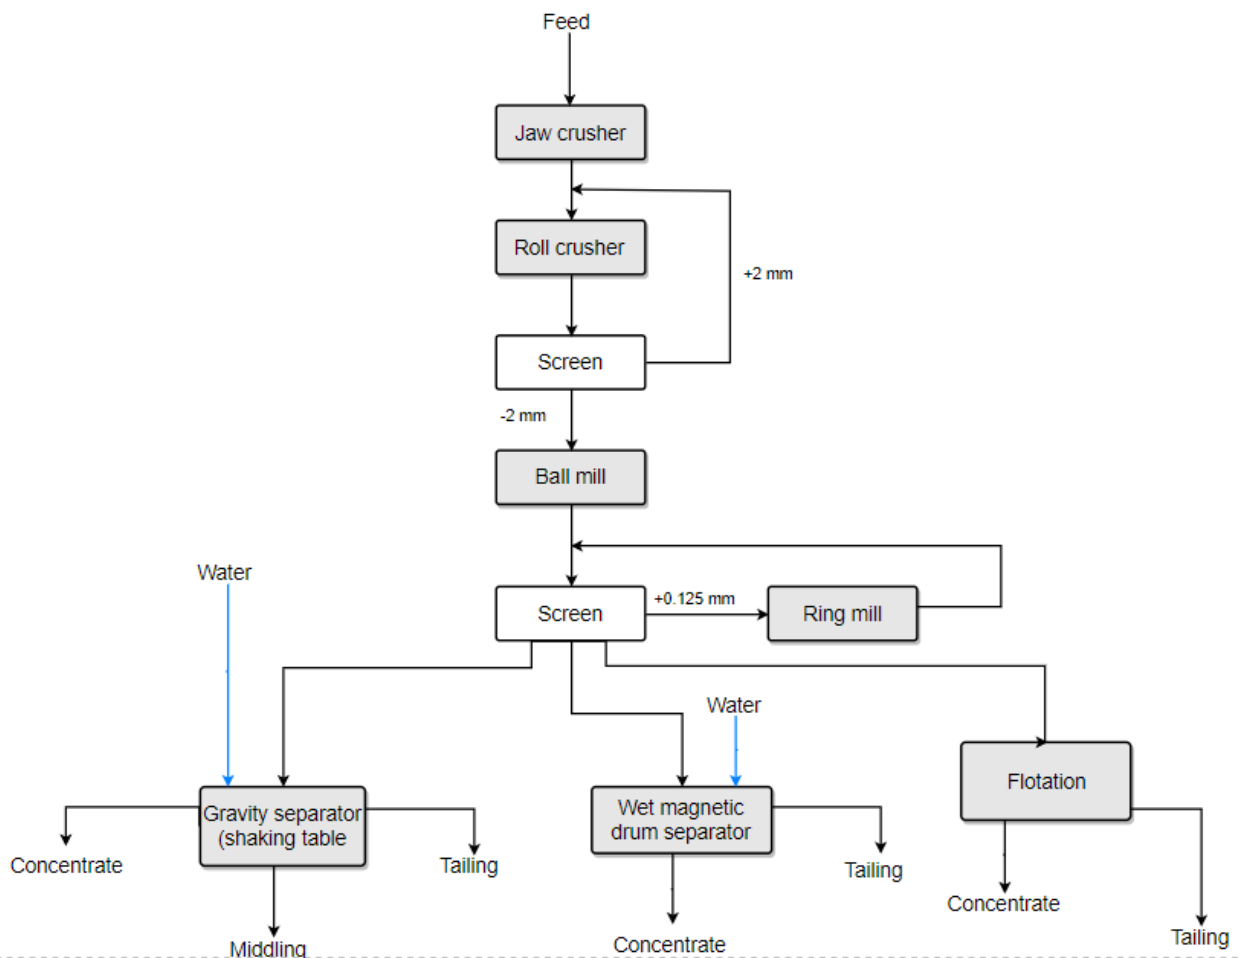 Feed
Jaw crusher
Roll crusher
+2 mm
Screen
-2 mm
Ball mill
Water
Screen
+0.125 mm
Ring mill
Water
Gravity separator
(shaking table
Wet magnetic
drum separator
Flotation
Concentrate
Tailing
Tailing
Concentrate
Middling
Concentrate
Tailing